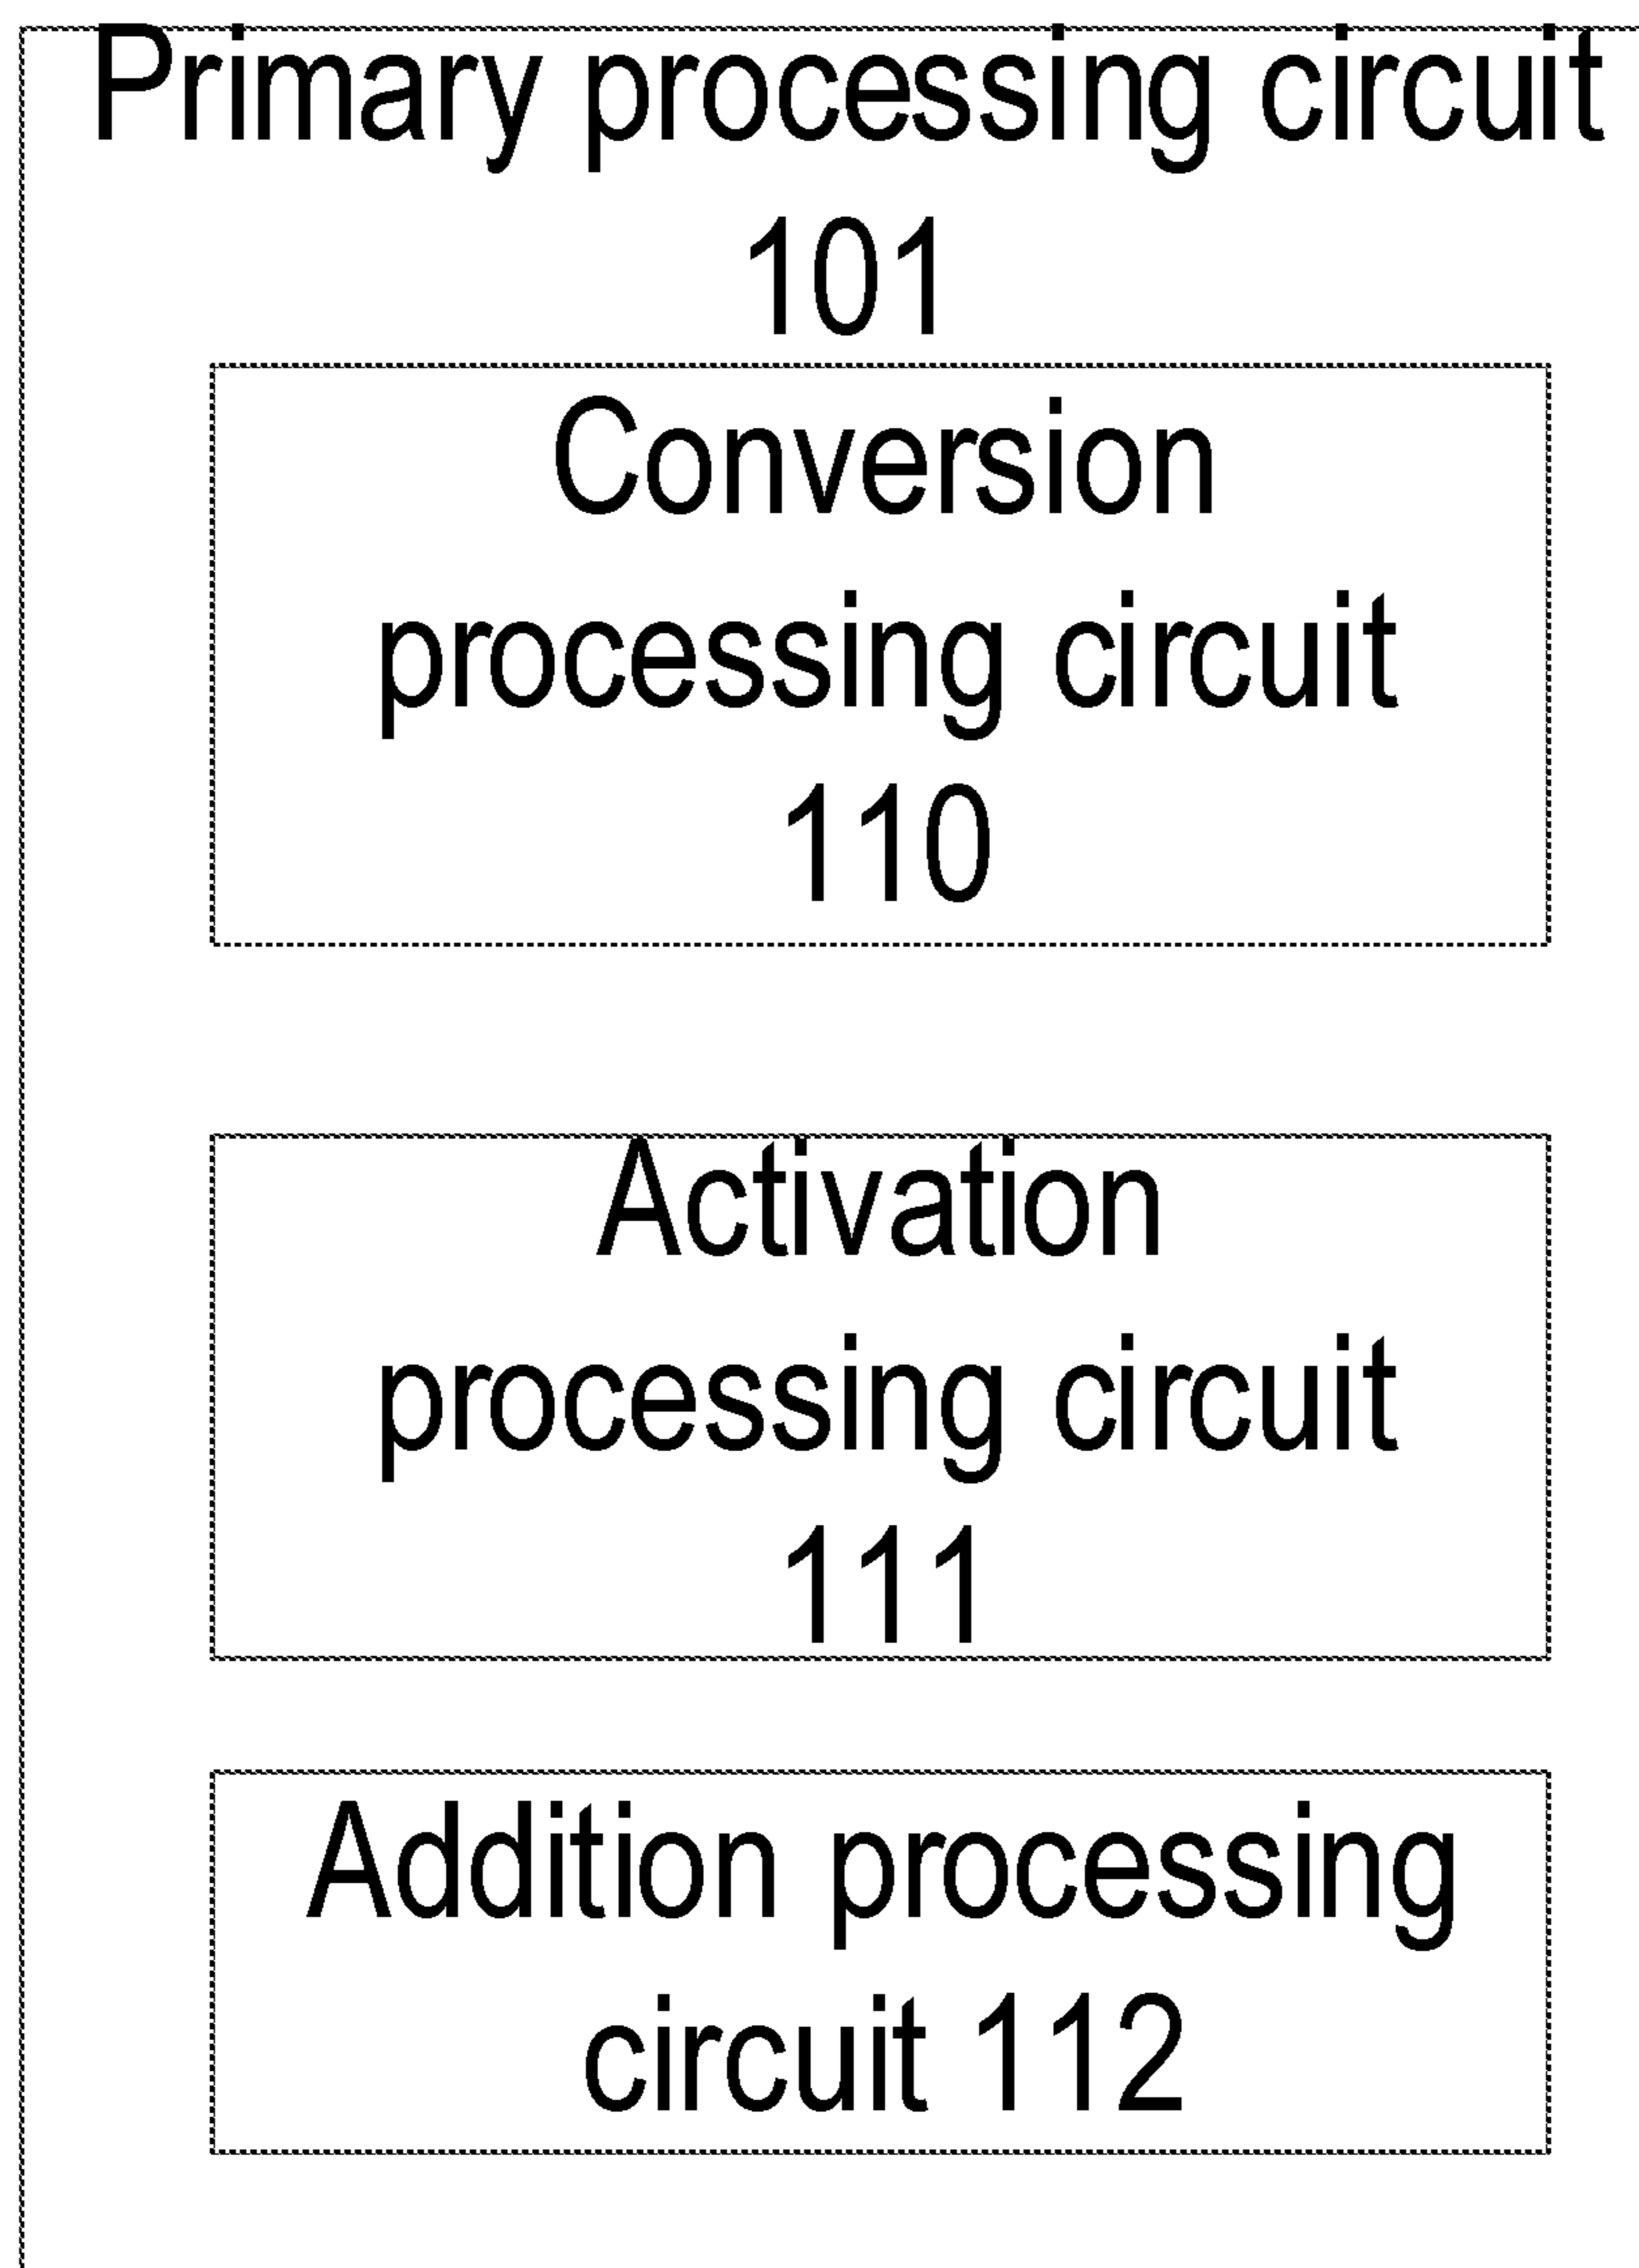 Primary processing circuit
101
Conversion
processing circuit
110
Activation
processing circuit
111
Addition processing
circuit 112